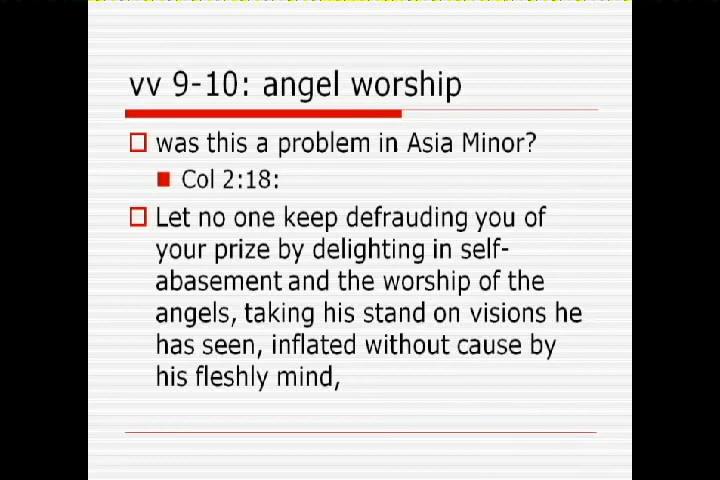 vv 9-10: angel worship
was this a problem in Asia Minor?
Col 2:18:
Let no one keep defrauding you of
your prize by delighting in self-
abasement and the worship of the
angels, taking his stand on visions he
has seen, inflated without cause by
his fleshly mind,